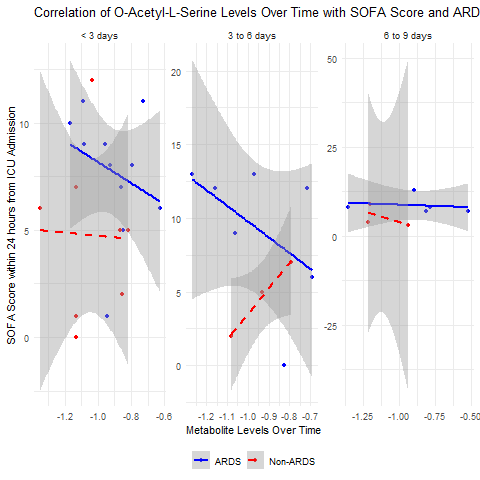 Correlation of O-Acetyl-L-Serine Levels Over Time with SOFA Score and ARD
< 3 days
3 to 6 days
6 to 9 days
SOFA Score within 24 hours from ICU Admission
10
5
0
20
15
10
5
0
50
25
0
-25
-1.2 -1.0 -0.8 -0.6
-1.2 -1.1 -1.0 -0.9 -0.8 -0.7
-1.25 -1.00 -0.75 -0.50
Metabolite Levels Over Time
ARDS Non-ARDS